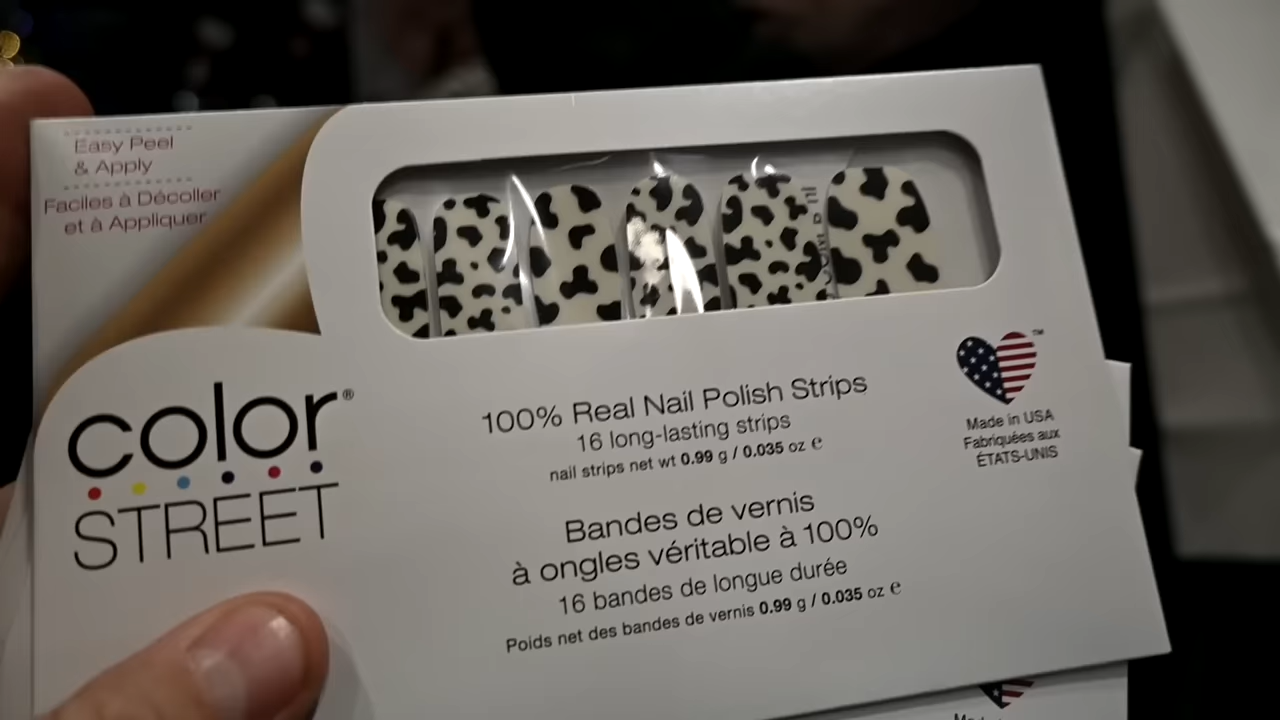 Easy Peel
& Apply
Faciles à Décoller
et à Appliquer
color®
STREET
100% Real Nail Polish Strips
16 long-lasting strips
nail strips net wt 0.99 g / 0.035 oz ℮
Bandes de vernis
à ongles véritable à 100%
16 bandes de longue durée
Poids net des bandes de vernis 0.99 g / 0.035 oz ℮
TM
Made in USA
Fabriquées aux
ÉTATS-UNIS